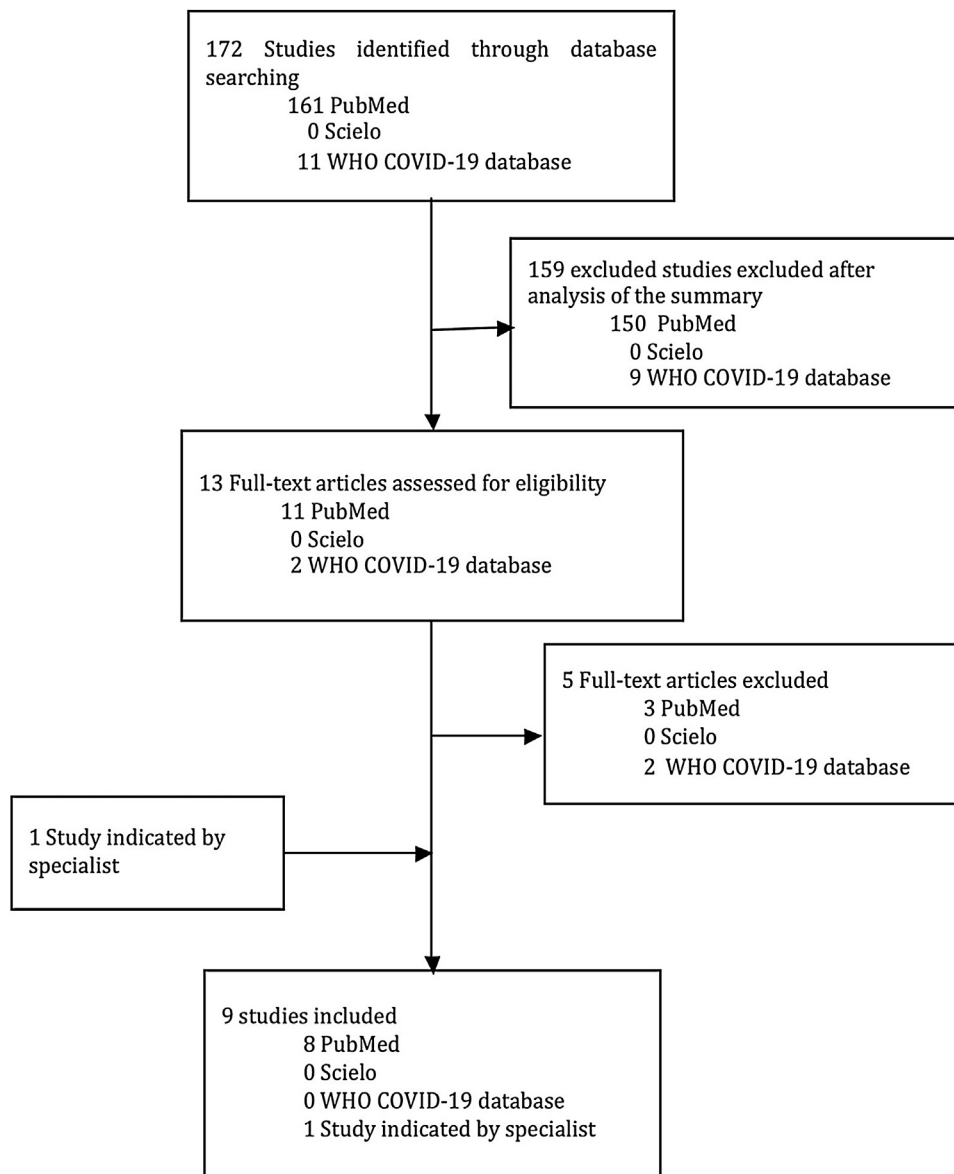 172 Studies identified through database
searching
161 PubMed
0 Scielo
11 WHO COVID-19 database
159 excluded studies excluded after
analysis of the summary
150 PubMed
0 Scielo
9 WHO COVID-19 database
13 Full-text articles assessed for eligibility
11 PubMed
0 Scielo
2 WHO COVID-19 database
5 Full-text articles excluded
3 PubMed
0 Scielo
2 WHO COVID-19 database
1 Study indicated by
specialist
9 studies included
8 PubMed
0 Scielo
0 WHO COVID-19 database
1 Study indicated by specialist